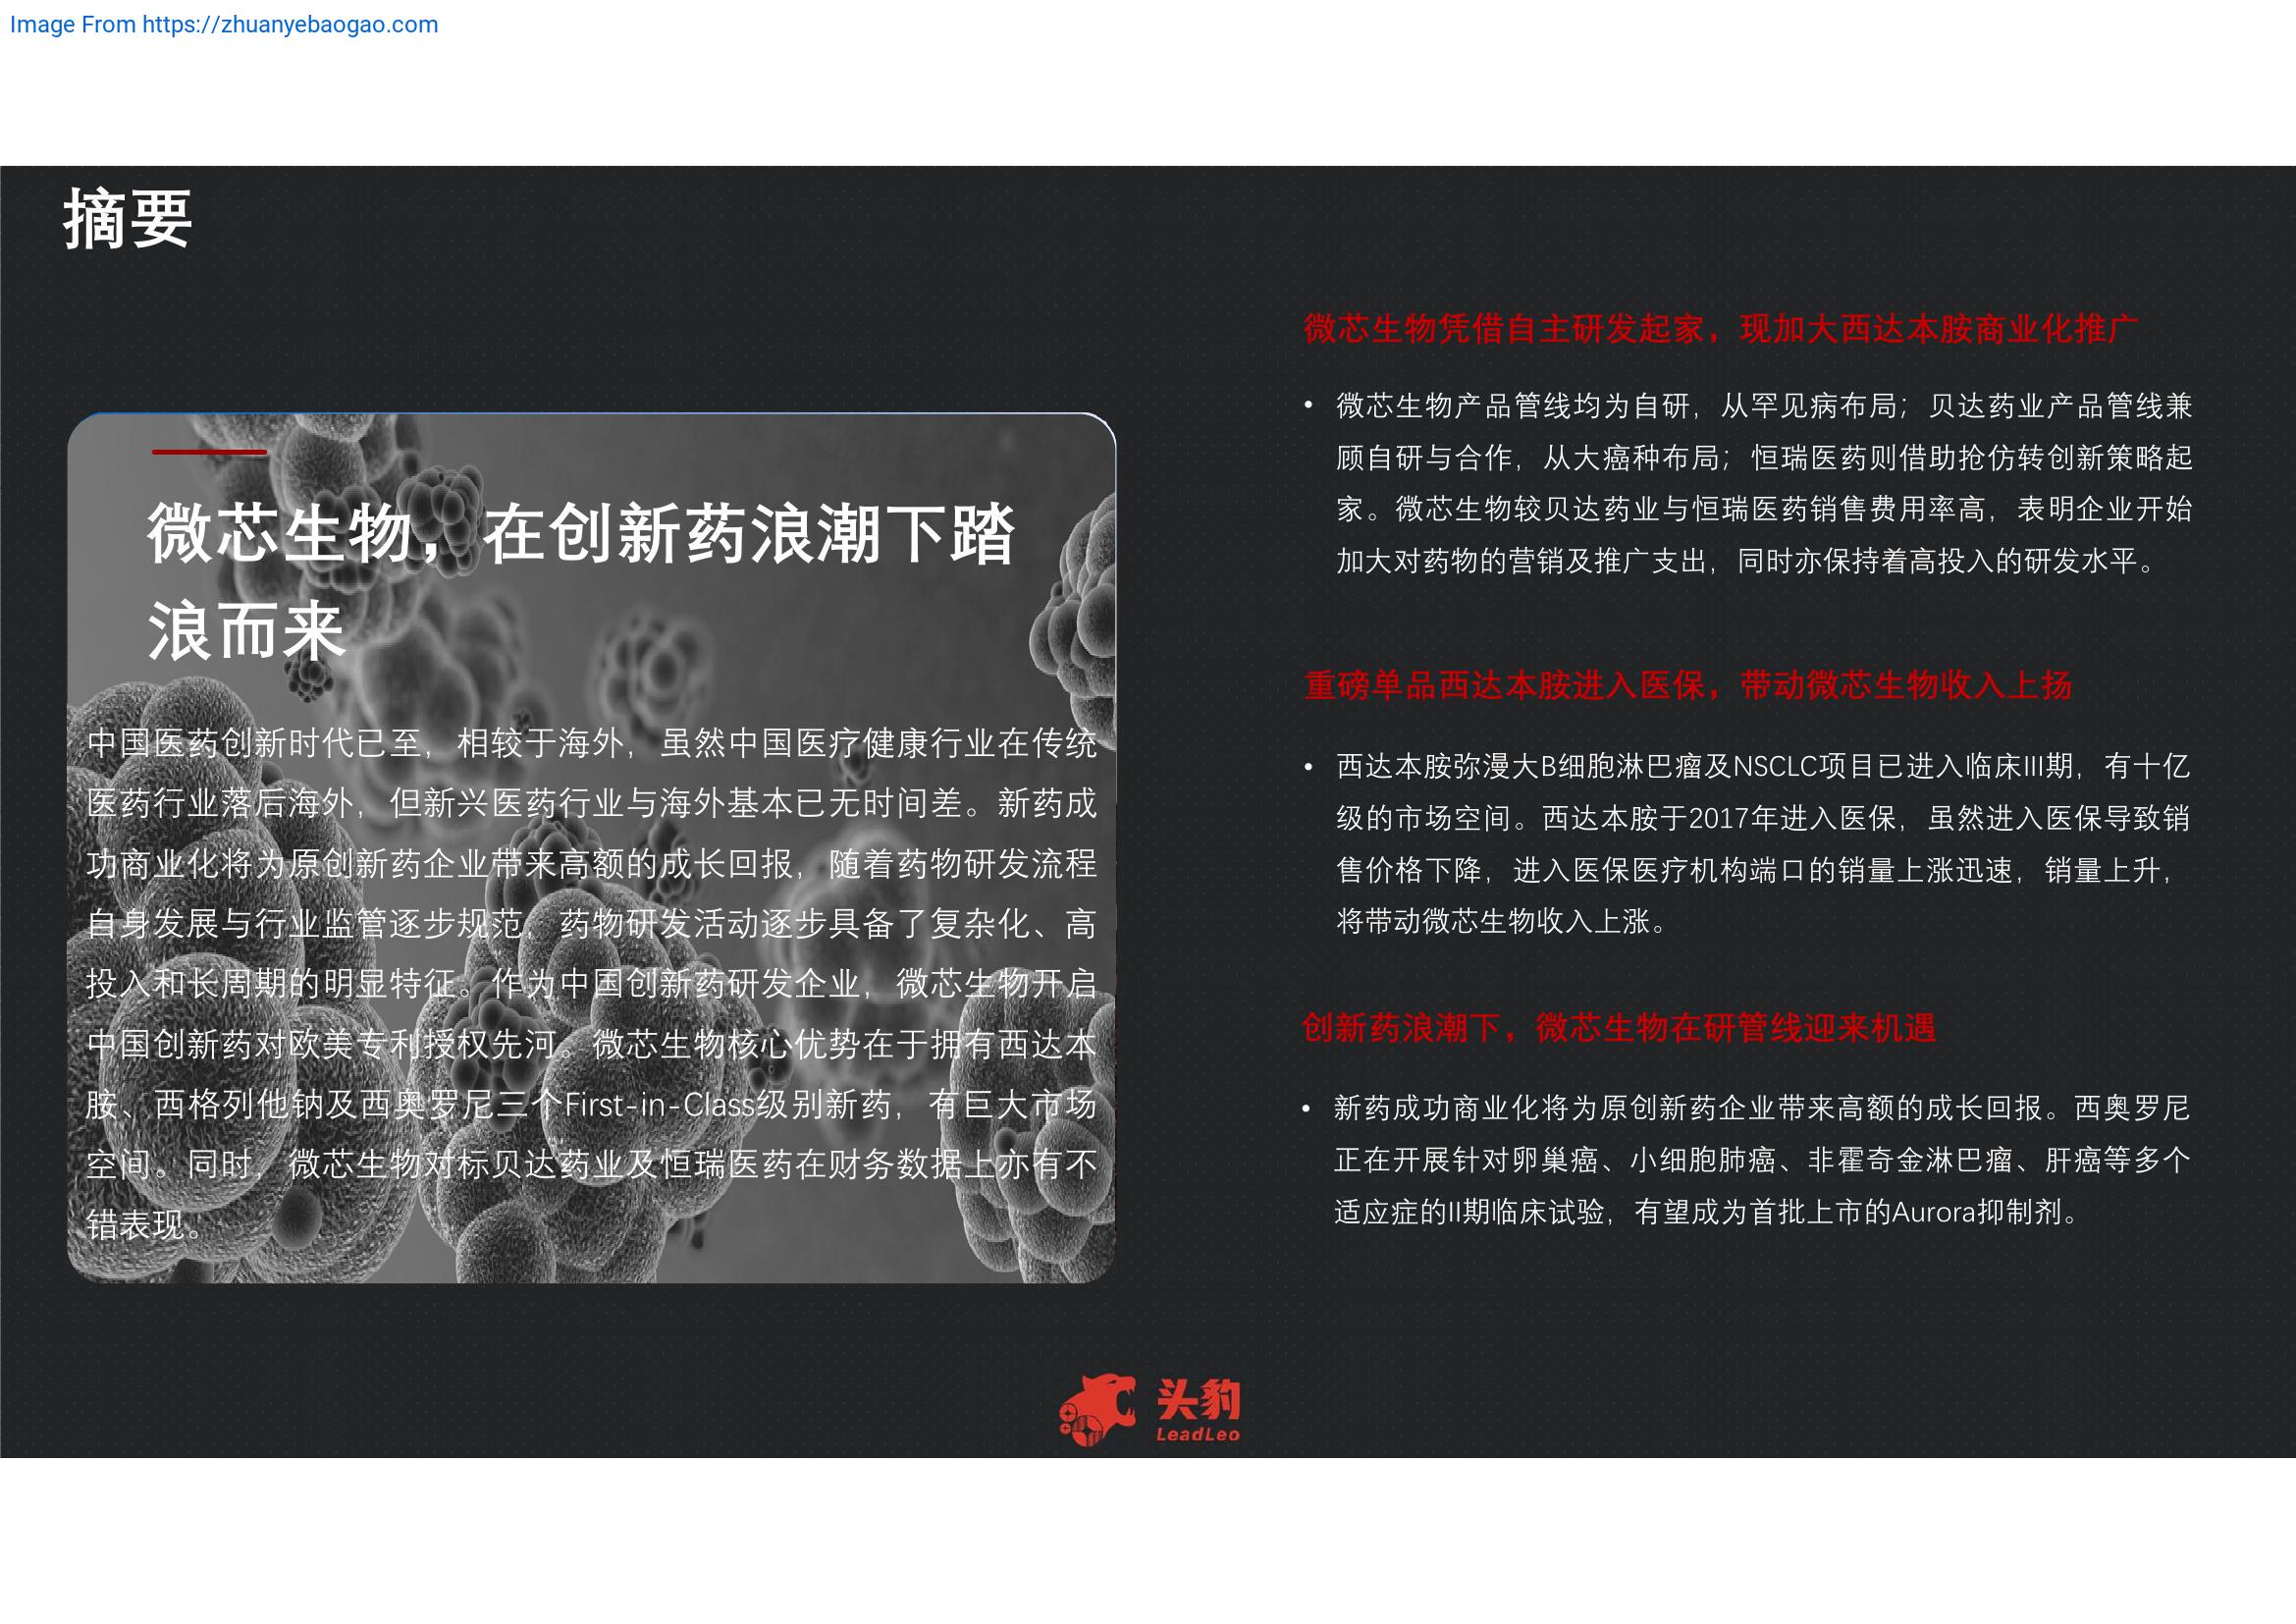 Image From https://zhuanyebaogao.com
摘要
微芯生物，在创新药浪潮下踏
浪而来
中国医药创新时代已至，相较于海外，虽然中国医疗健康行业在传统
医药行业落后海外，但新兴医药行业与海外基本已无时间差。新药成
功商业化将为原创新药企业带来高额的成长回报，随着药物研发流程
自身发展与行业监管逐步规范，药物研发活动逐步具备了复杂化、高
投入和长周期的明显特征。作为中国创新药研发企业，微芯生物开启
中国创新药对欧美专利授权先河。微芯生物核心优势在于拥有西达本
胺、西格列他钠及西奥罗尼三个First-in-Class级别新药，有巨大市场
空间。同时，微芯生物对标贝达药业及恒瑞医药在财务数据上亦有不
错表现。
微芯生物凭借自主研发起家，现加大西达本胺商业化推广
• 微芯生物产品管线均为自研，从罕见病布局；贝达药业产品管线兼
顾自研与合作，从大癌种布局；恒瑞医药则借助抢仿转创新策略起
家。微芯生物较贝达药业与恒瑞医药销售费用率高，表明企业开始
加大对药物的营销及推广支出，同时亦保持着高投入的研发水平。
重磅单品西达本胺进入医保，带动微芯生物收入上扬
• 西达本胺弥漫大B细胞淋巴瘤及NSCLC项目已进入临床III期，有十亿
级的市场空间。西达本胺于2017年进入医保，虽然进入医保导致销
售价格下降，进入医保医疗机构端口的销量上涨迅速，销量上升，
将带动微芯生物收入上涨。
创新药浪潮下，微芯生物在研管线迎来机遇
• 新药成功商业化将为原创新药企业带来高额的成长回报。西奥罗尼
正在开展针对卵巢癌、小细胞肺癌、非霍奇金淋巴瘤、肝癌等多个
适应症的II期临床试验，有望成为首批上市的Aurora抑制剂。
头豹
LeadLeo